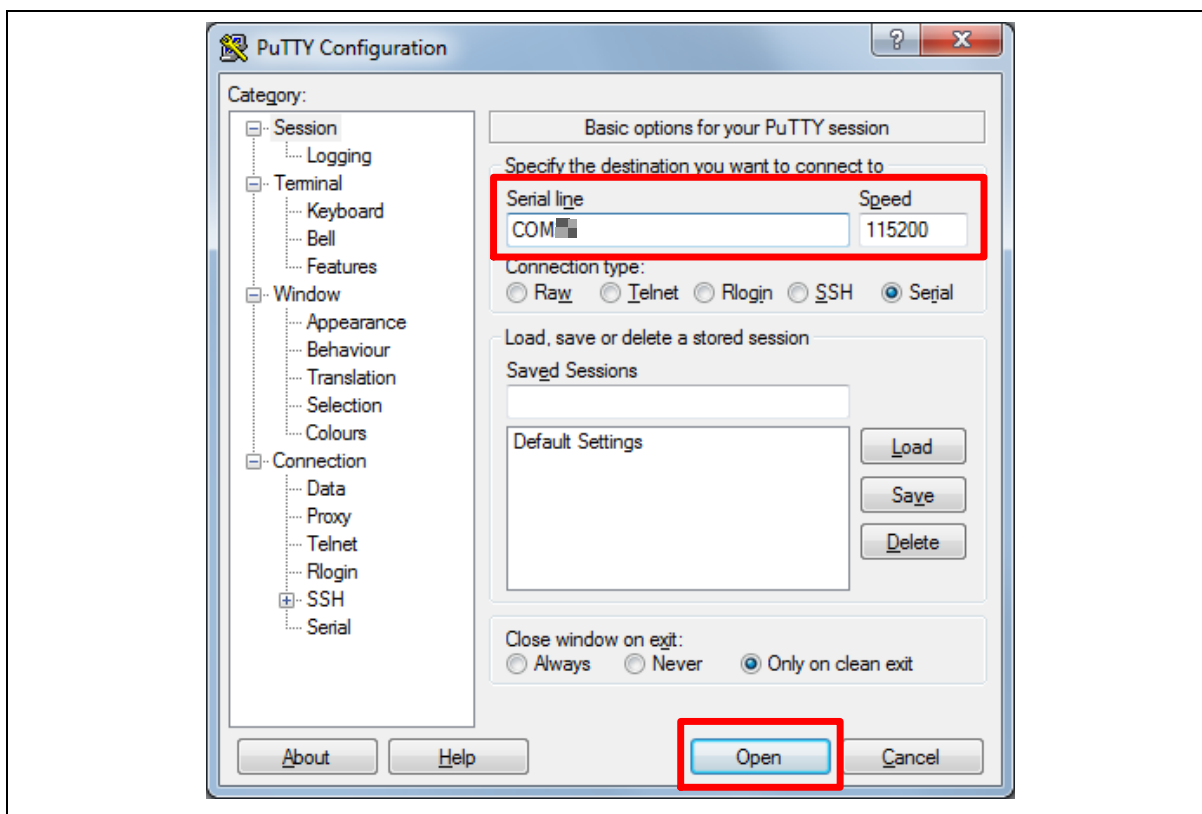 PuTTY Configuration
Category:
Session
Logging
Terminal
Keyboard
Bell
Features
Window
Appearance
Behaviour
Translation
Selection
Colours
Connection
Data
Proxy
Telnet
Rlogin
SSH
Serial
Basic options for your PuTTY session
Specify the destination you want to connect to
Serial line Speed
COM 115200
Connection type:
Raw Telnet Rlogin SSH Serial
Load, save or delete a stored session
Saved Sessions
Default Settings
Load
Save
Delete
Close window on exit:
Always Never Only on clean exit
About Help Open Cancel